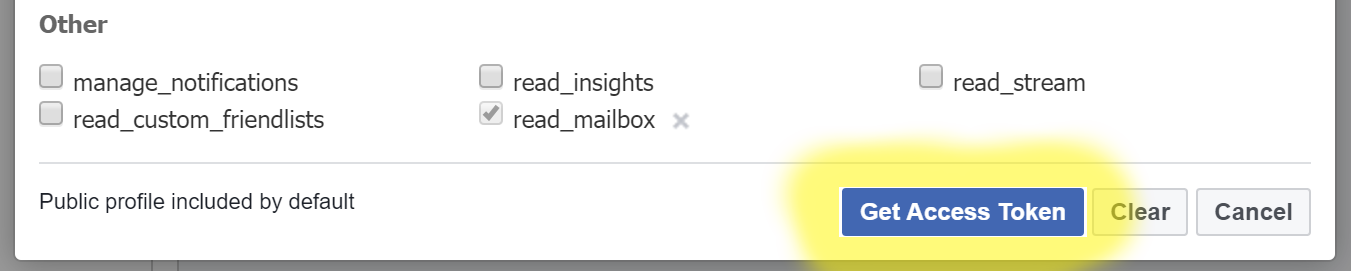 Other
manage_notifications read_insights read_stream
read_custom_friendlists read_mailbox
Public profile included by default
Get Access Token Clear Cancel